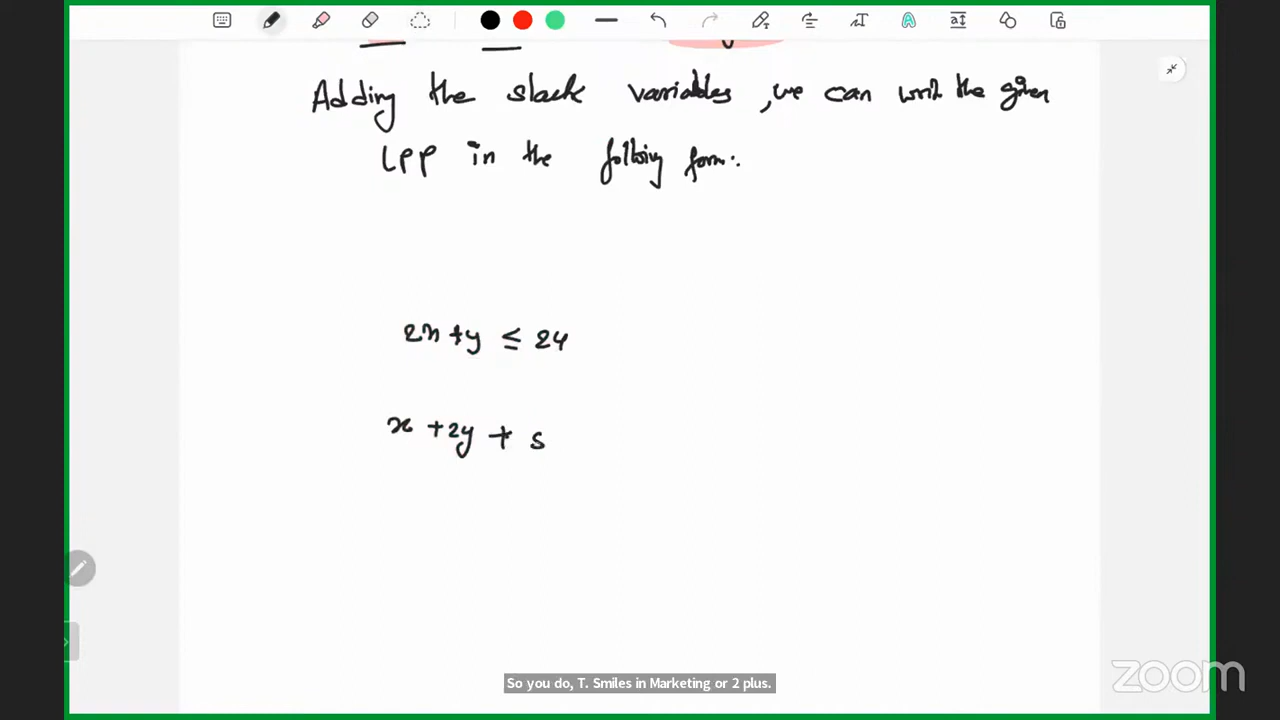 Adding the slack variables, we can write the given
LPP in the following form:
2x + y ≤ 24
x + 2y + s
So you do, T. Smiles in Marketing or 2 plus.
zoom